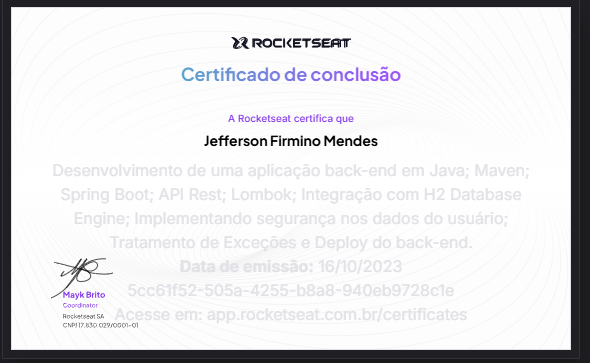 ROCKETSEAT
Certificado de conclusão
A Rocketseat certifica que
Jefferson Firmino Mendes
Desenvolvimento de uma aplicação back-end em Java; Maven;
Spring Boot; API Rest; Lombok; Integração com H2 Database
Engine; Implementando segurança nos dados do usuário;
Tratamento de Exceções e Deploy do back-end.
Data de emissão: 16/10/2023
5cc61f52-505a-4255-b8a8-940eb9728c1e
Acesse em: app.rocketseat.com.br/certificates
Mayk Brito
Coordinator
Rocketseat SA
CNPJ 17.830.029/0001-01